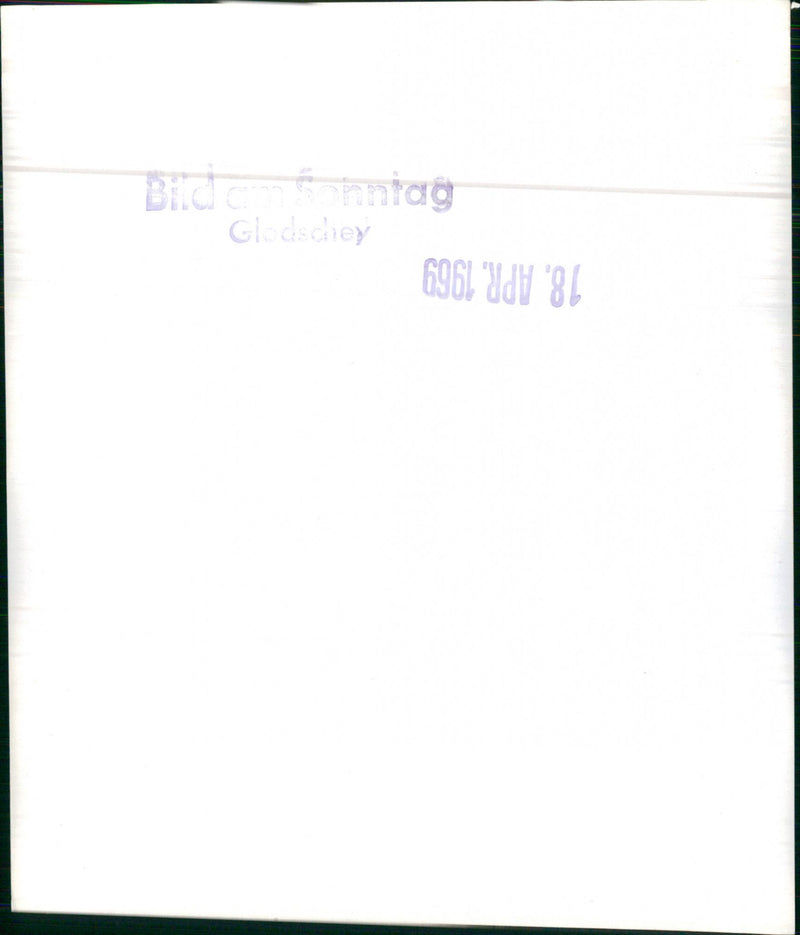 Bild am Sonntag
Glodschey
18. APR. 1969